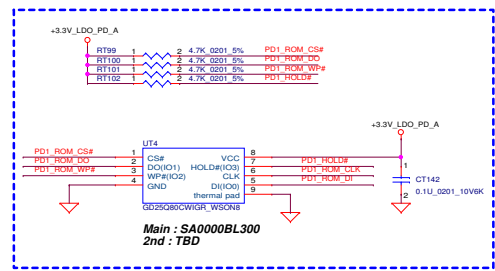 +3.3V_LDO_PD_A
RT99 1 2 4.7K_0201_5% PD1_ROM_CS#
RT100 1 2 4.7K_0201_5% PD1_ROM_DO
RT101 1 2 4.7K_0201_5% PD1_ROM_WP#
RT102 1 2 4.7K_0201_5% PD1_HOLD#
+3.3V_LDO_PD_A
UT4
PD1_ROM_CS# 1 CS# VCC 8
PD1_ROM_DO 2 DO(IO1) HOLD#(IO3) 7 PD1_HOLD#
PD1_ROM_WP# 3 WP#(IO2) CLK 6 PD1_ROM_CLK
4 GND DI(IO0) 5 PD1_ROM_DI
thermal pad 9
GD25Q80CWIGR_WSON8
1
CT142
0.1U_0201_10V6K
2
Main : SA0000BL300
2nd : TBD